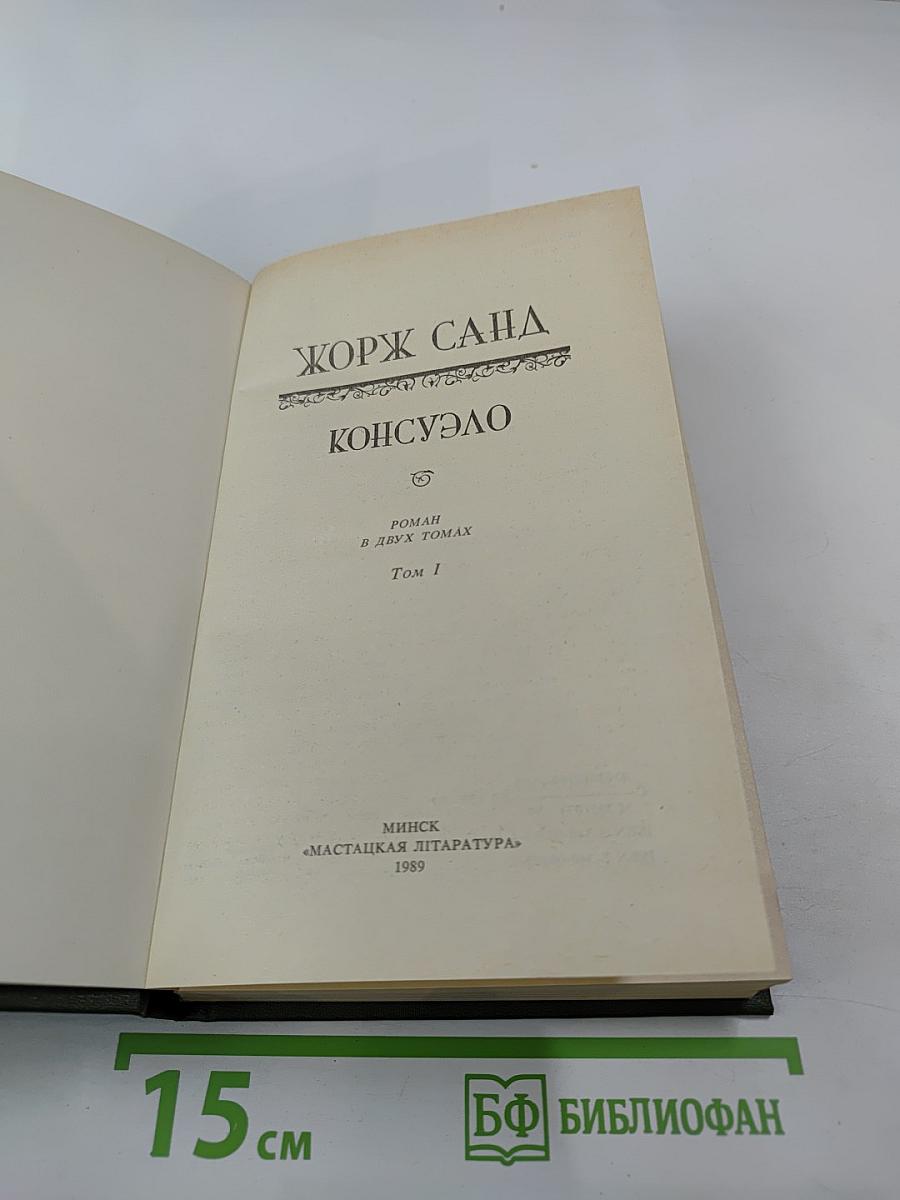 ЖОРЖ САНД
КОНСУЭЛО
РОМАН
В ДВУХ ТОМАХ
Том I
МИНСК
«МАСТАЦКАЯ ЛІТАРАТУРА»
1989
15 см
БФ БИБЛИОФАН